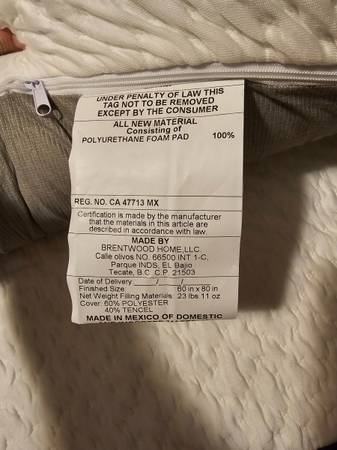 UNDER PENALTY OF LAW THIS
TAG NOT TO BE REMOVED
EXCEPT BY THE CONSUMER
ALL NEW MATERIAL
Consisting of
POLYURETHANE FOAM PAD 100%
REG. NO. CA 47713 MX
Certification is made by the manufacturer
that the materials in this article are
described in accordance with law.
MADE BY
BRENTWOOD HOME,LLC.
Calle olivos NO. 66500 INT 1-C,
Parque INDS. EL Bajio
Tecate, B.C. C.P. 21503
Date of Delivery ____/____/____
Finished Size 60 in x 80 in
Net Weight Filling Materials 23 lbs 11 oz
Cover: 60% POLYESTER
40% TENCEL
MADE IN MEXICO OF DOMESTIC